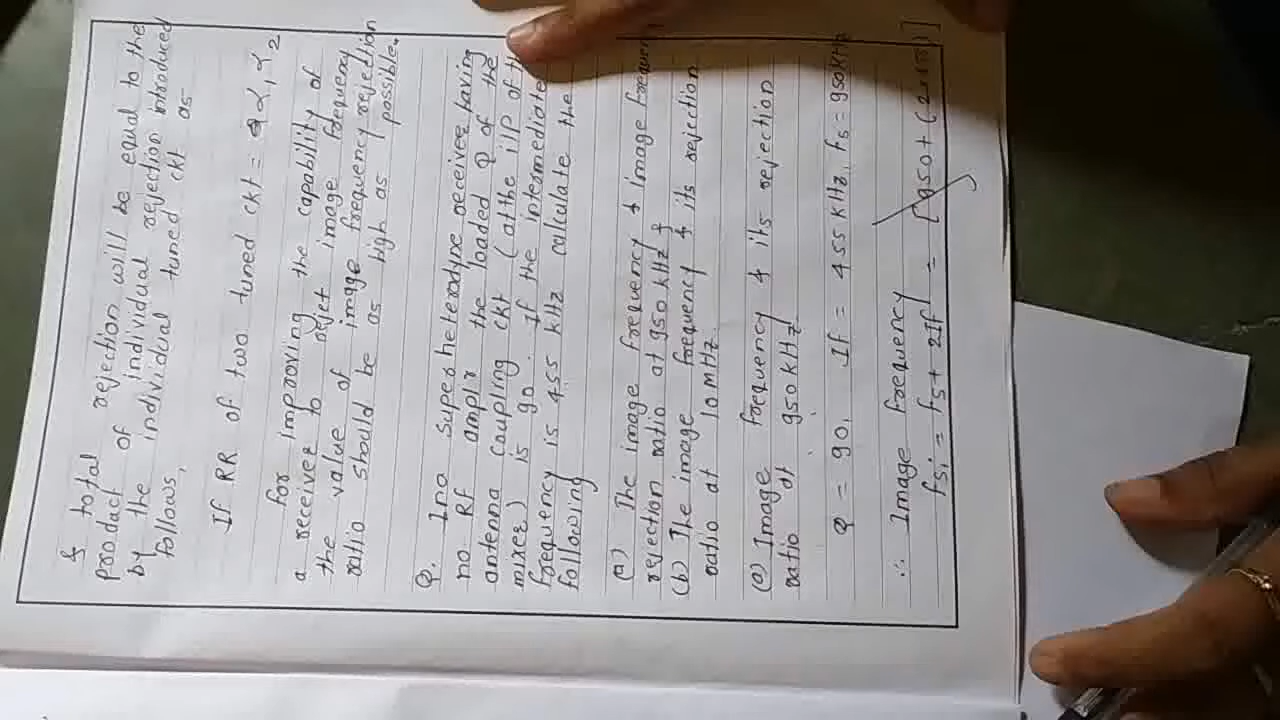 & total rejection will be equal to the
product of individual rejection introduced
by the individual tuned ckt as
follows,
If RR of two tuned ckt = α1 α2
for improving the capability of
a receiver to reject image frequency
the value of image frequency rejection
ratio should be as high as possible.
Q. In a superheterodyne receiver having
no RF amplr the loaded Q of the
antenna coupling ckt (at the i/P of the
mixer) is 90. If the intermediate
frequency is 455 kHz calculate the
following
(a) The image frequency & image frequency
rejection ratio at 950 kHz &
(b) The image frequency & its rejection
ratio at 10 MHz.
(a) Image frequency & its rejection
ratio at 950 kHz
Q = 90, If = 455 kHz, fs = 950 kHz
∴ Image frequency
fsi = fs + 2If = [950 + (2×455)]